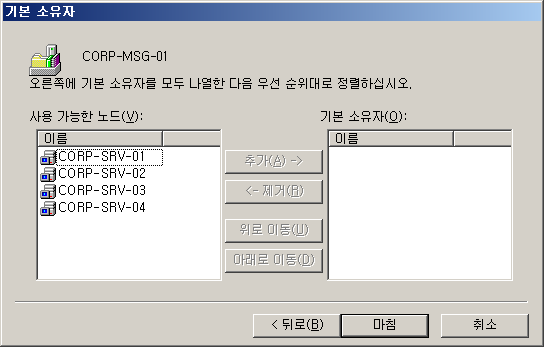 기본 소유자
CORP-MSG-01
오른쪽에 기본 소유자를 모두 나열한 다음 우선 순위대로 정렬하십시오.
사용 가능한 노드(V):
기본 소유자(O):
이름
이름
CORP-SRV-01
CORP-SRV-02
CORP-SRV-03
CORP-SRV-04
추가(A) ->
<- 제거(R)
위로 이동(U)
아래로 이동(D)
< 뒤로(B)
마침
취소